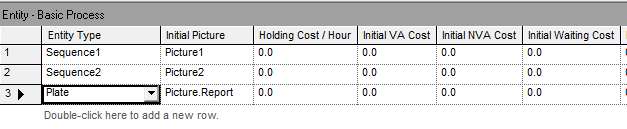 Entity - Basic Process
Entity Type Initial Picture Holding Cost / Hour Initial VA Cost Initial NVA Cost Initial Waiting Cost
1 Sequence1 Picture1 0.0 0.0 0.0 0.0
2 Sequence2 Picture2 0.0 0.0 0.0 0.0
3 Plate Picture.Report 0.0 0.0 0.0 0.0
Double-click here to add a new row.